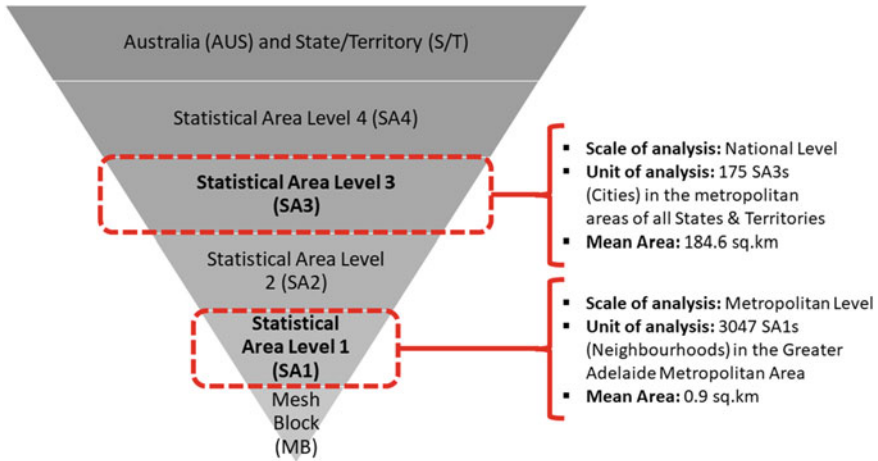 Australia (AUS) and State/Territory (S/T)
Statistical Area Level 4 (SA4)
Statistical Area Level 3
(SA3)
Statistical Area Level
2 (SA2)
Statistical
Area Level 1
(SA1)
Mesh
Block
(MB)
▪ Scale of analysis: National Level
▪ Unit of analysis: 175 SA3s
(Cities) in the metropolitan
areas of all States & Territories
▪ Mean Area: 184.6 sq.km
▪ Scale of analysis: Metropolitan Level
▪ Unit of analysis: 3047 SA1s
(Neighbourhoods) in the Greater
Adelaide Metropolitan Area
▪ Mean Area: 0.9 sq.km